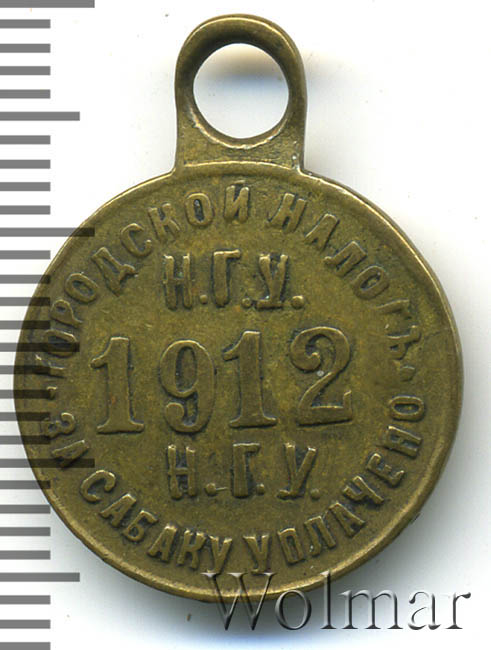 ГОРОДСКОЙ НАЛОГЪ
Н.Г.У.
1912
Н.Г.У.
ЗА САБАКУ УПЛАЧЕНО
Wolmar